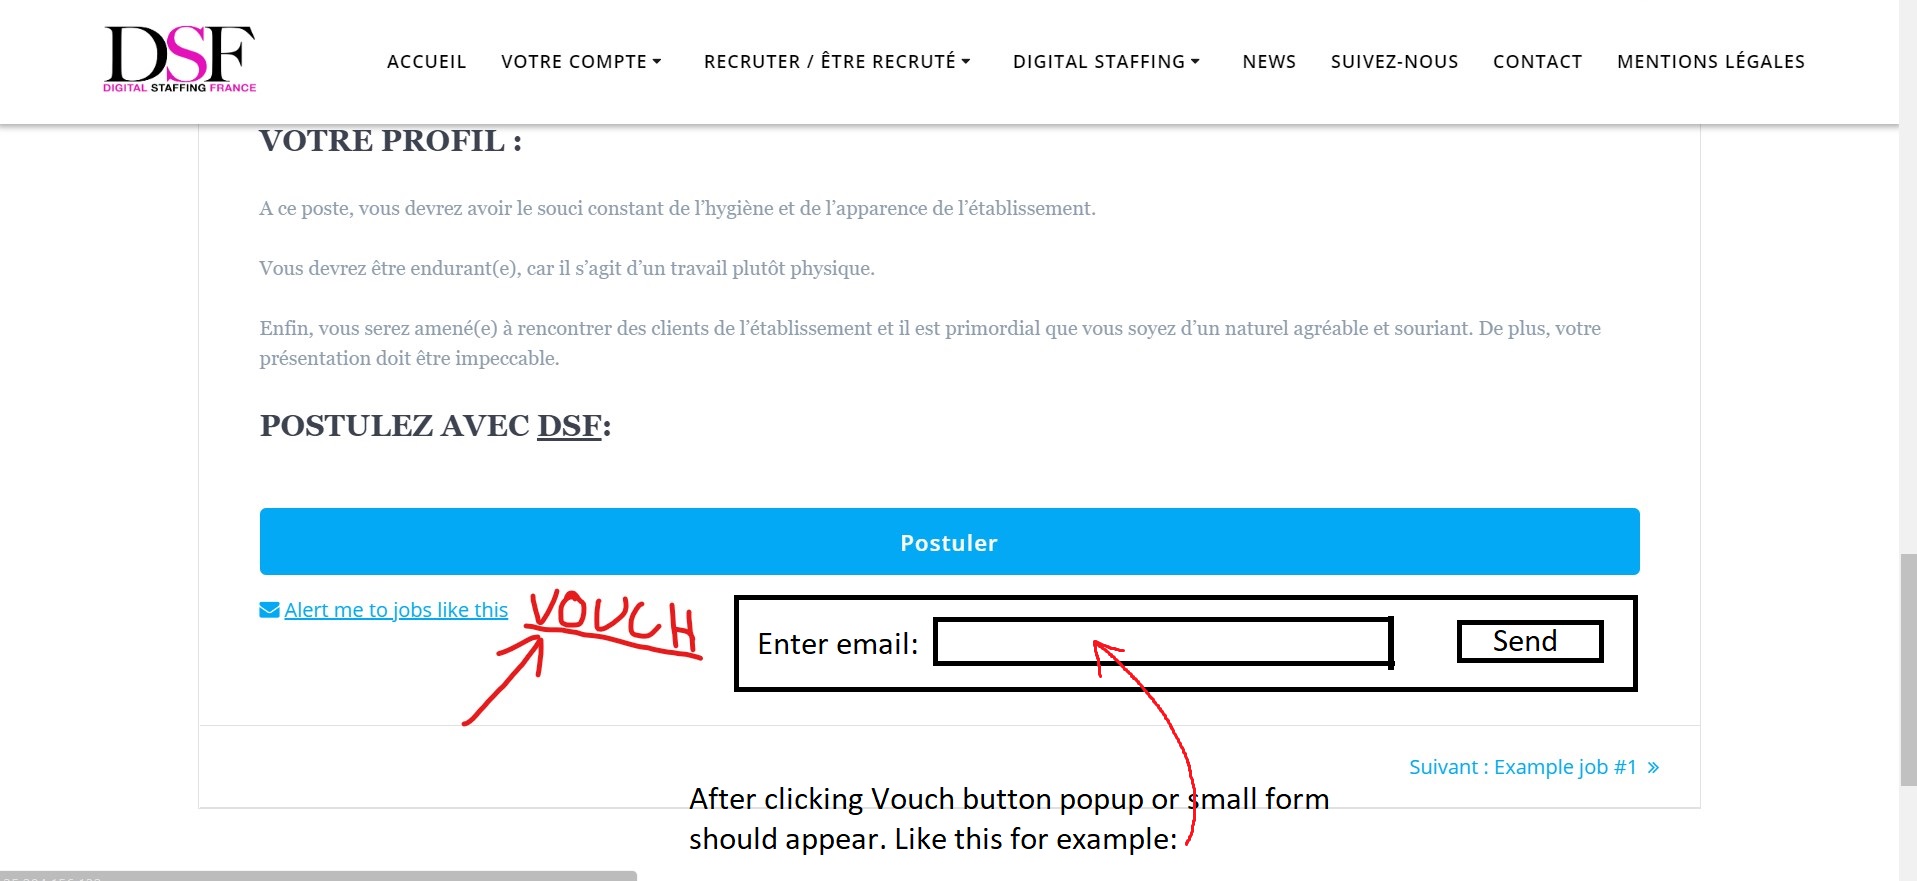 DSF
DIGITAL STAFFING FRANCE
ACCUEIL VOTRE COMPTE RECRUTER / ÊTRE RECRUTÉ DIGITAL STAFFING NEWS SUIVEZ-NOUS CONTACT MENTIONS LÉGALES
VOTRE PROFIL :
A ce poste, vous devrez avoir le souci constant de l’hygiène et de l’apparence de l’établissement.
Vous devrez être endurant(e), car il s’agit d’un travail plutôt physique.
Enfin, vous serez amené(e) à rencontrer des clients de l’établissement et il est primordial que vous soyez d’un naturel agréable et souriant. De plus, votre
présentation doit être impeccable.
POSTULEZ AVEC DSF:
Postuler
Alert me to jobs like this
VOUCH
Enter email:
Send
Suivant : Example job #1 »
After clicking Vouch button popup or small form
should appear. Like this for example: